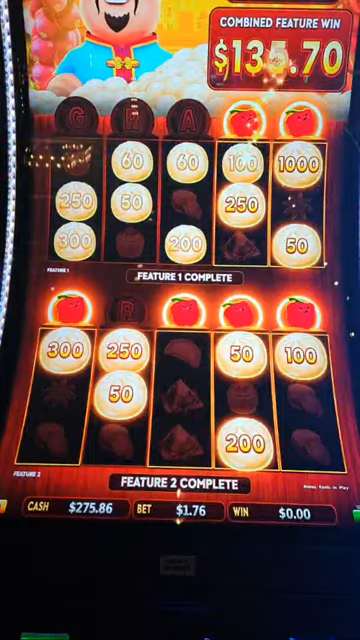 COMBINED FEATURE WIN
G R A
60 60 100 1000
250 50 250
300 200 50
FEATURE 1
FEATURE 1 COMPLETE
R
300 250 50 100
50
200
FEATURE 2
FEATURE 2 COMPLETE
CASH $275.86 BET $1.76 WIN $0.00